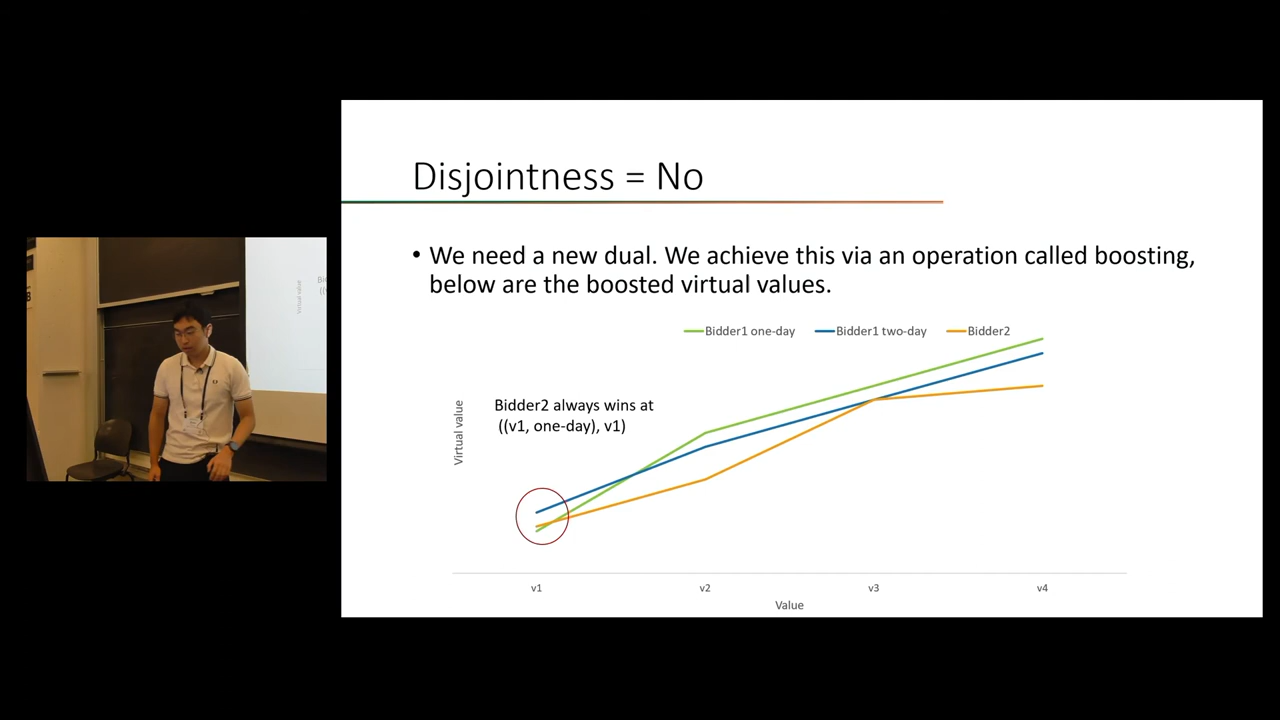 Disjointness = No
• We need a new dual. We achieve this via an operation called boosting,
below are the boosted virtual values.
Bidder1 one-day Bidder1 two-day Bidder2
Bidder2 always wins at
((v1, one-day), v1)
Virtual value
v1 v2 v3 v4
Value